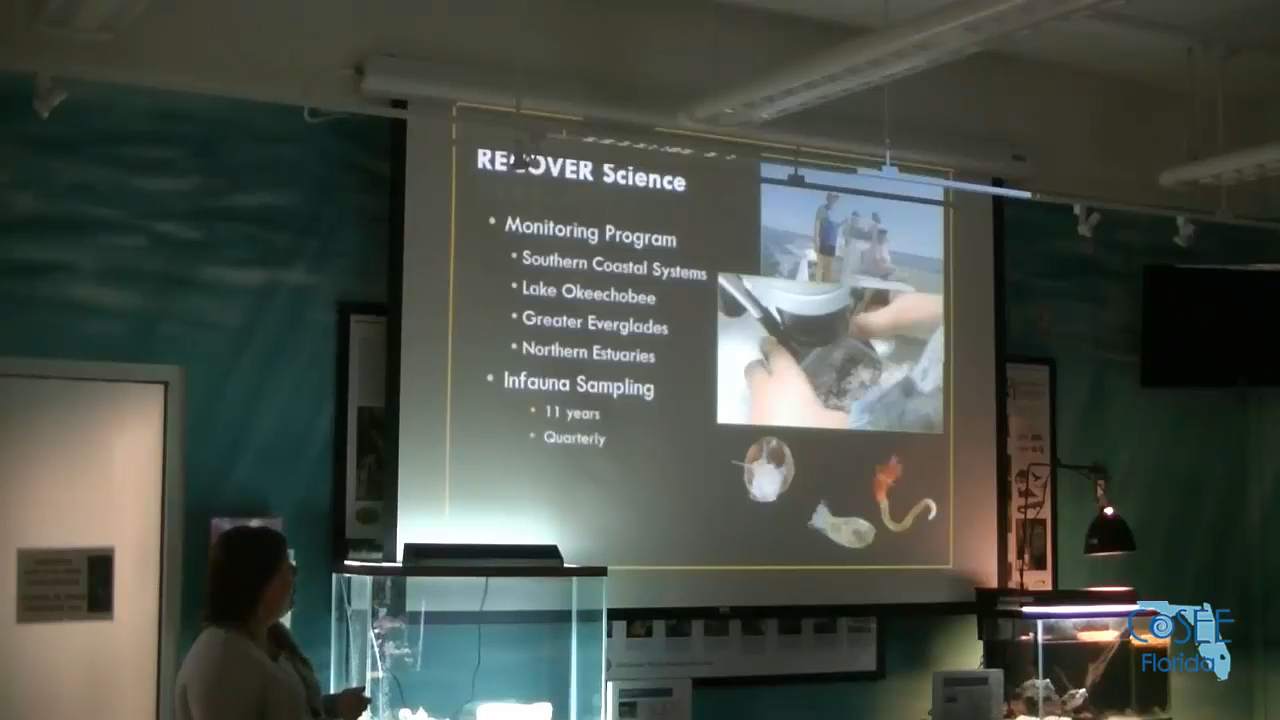 RECOVER Science
• Monitoring Program
• Southern Coastal Systems
• Lake Okeechobee
• Greater Everglades
• Northern Estuaries
• Infauna Sampling
• 11 years
• Quarterly
COSEE
Florida